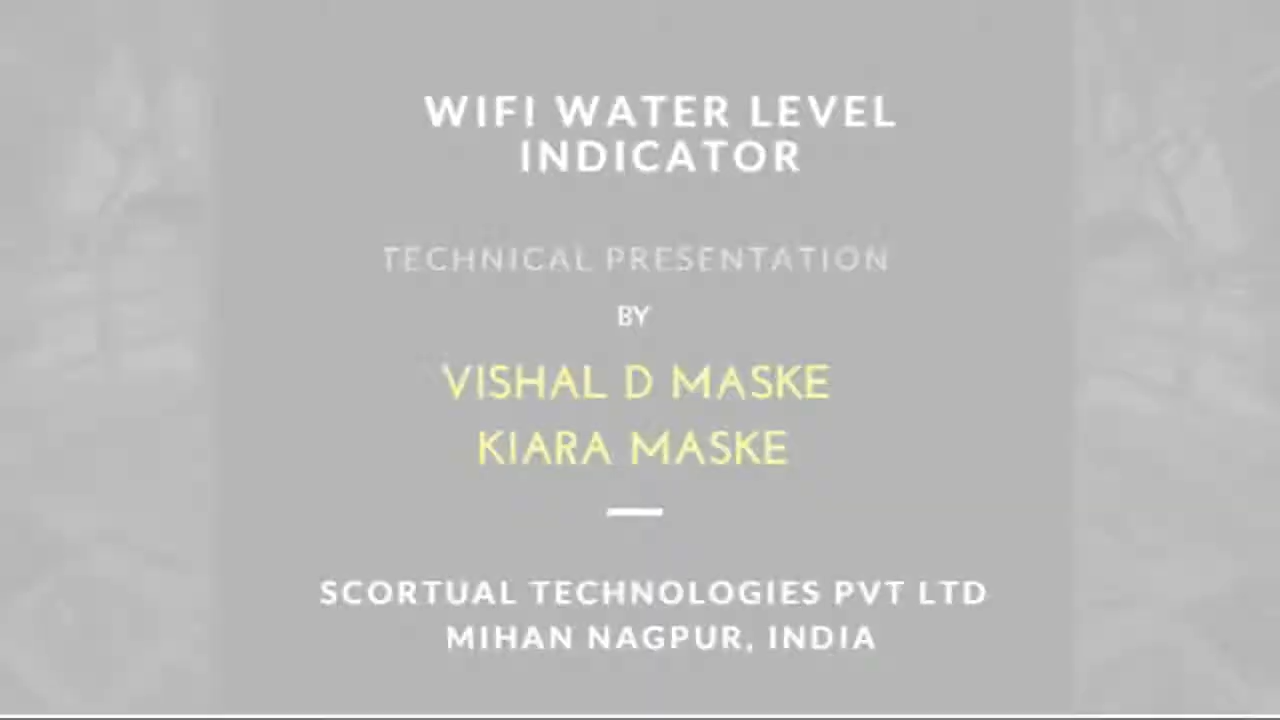 WIFI WATER LEVEL
INDICATOR
TECHNICAL PRESENTATION
BY
VISHAL D MASKE
KIARA MASKE
SCORTUAL TECHNOLOGIES PVT LTD
MIHAN NAGPUR, INDIA